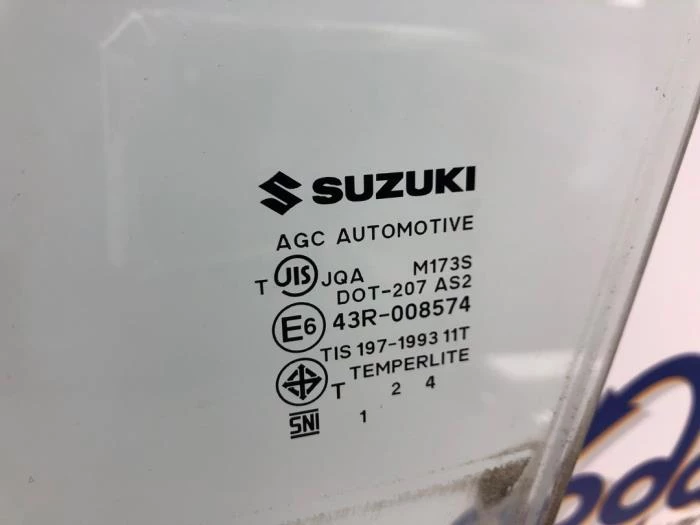 SUZUKI
AGC AUTOMOTIVE
T JIS JQA M173S
DOT-207 AS2
E6 43R-008574
TIS 197-1993 11T
T TEMPERLITE
2 4
SNI 1